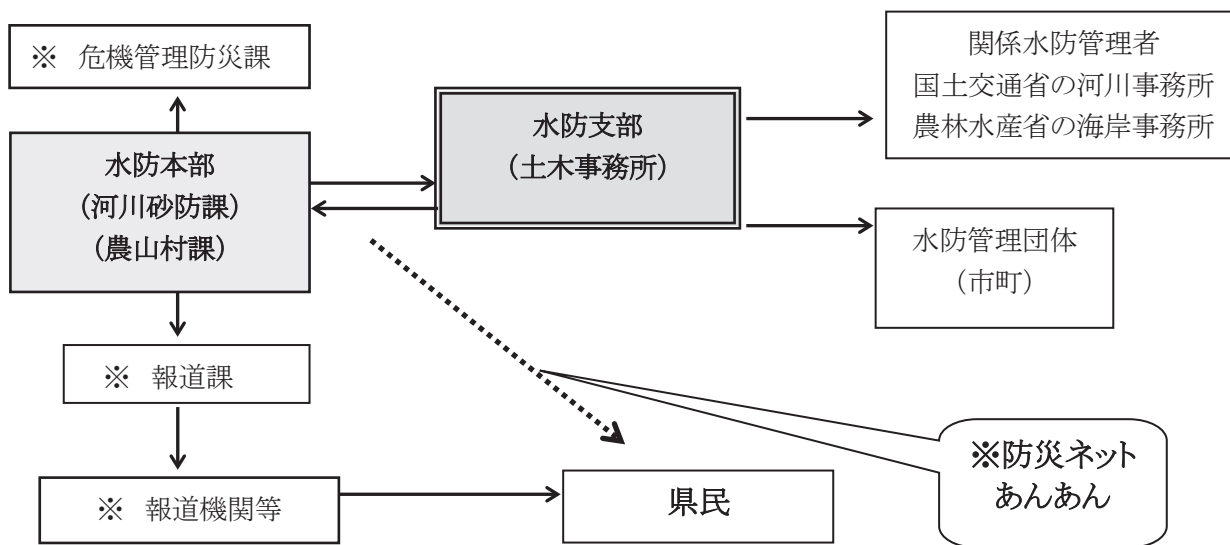 ※ 危機管理防災課
水防本部
(河川砂防課)
(農山村課)
水防支部
(土木事務所)
関係水防管理者
国土交通省の河川事務所
農林水産省の海岸事務所
水防管理団体
(市町)
※ 報道課
※ 報道機関等
県民
※防災ネット
あんあん